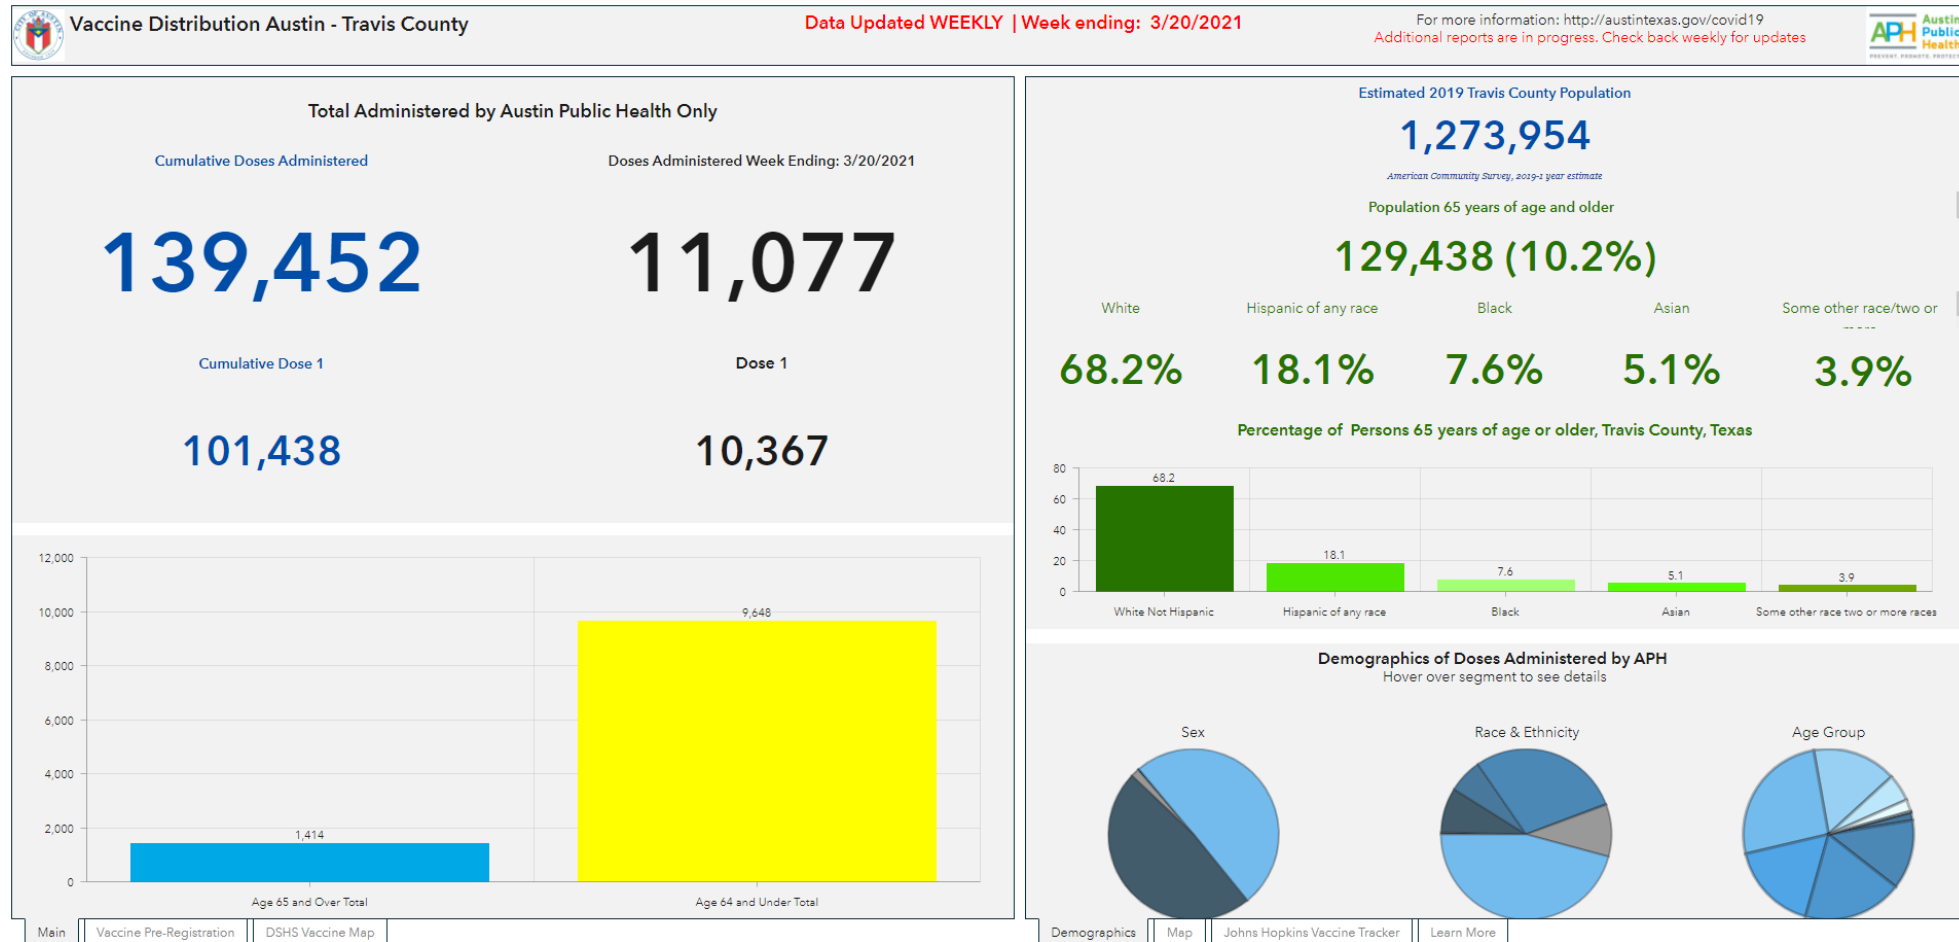 Vaccine Distribution Austin - Travis County
Data Updated WEEKLY | Week ending: 3/20/2021
For more information: http://austintexas.gov/covid19
Additional reports are in progress. Check back weekly for updates
APH Austin
Public
Health
PREVENT. PROMOTE. PROTECT
Total Administered by Austin Public Health Only
Cumulative Doses Administered
Doses Administered Week Ending: 3/20/2021
139,452
11,077
Cumulative Dose 1
Dose 1
101,438
10,367
12,000
10,000
8,000
6,000
4,000
2,000
0
1,414
9,648
Age 65 and Over Total
Age 64 and Under Total
Main
Vaccine Pre-Registration
DSHS Vaccine Map
Estimated 2019 Travis County Population
1,273,954
American Community Survey, 2019-1 year estimate
Population 65 years of age and older
129,438 (10.2%)
White
Hispanic of any race
Black
Asian
Some other race/two or
68.2%
18.1%
7.6%
5.1%
3.9%
Percentage of Persons 65 years of age or older, Travis County, Texas
80
60
40
20
0
68.2
18.1
7.6
5.1
3.9
White Not Hispanic
Hispanic of any race
Black
Asian
Some other race two or more races
Demographics of Doses Administered by APH
Hover over segment to see details
Sex
Race & Ethnicity
Age Group
Demographics
Map
Johns Hopkins Vaccine Tracker
Learn More